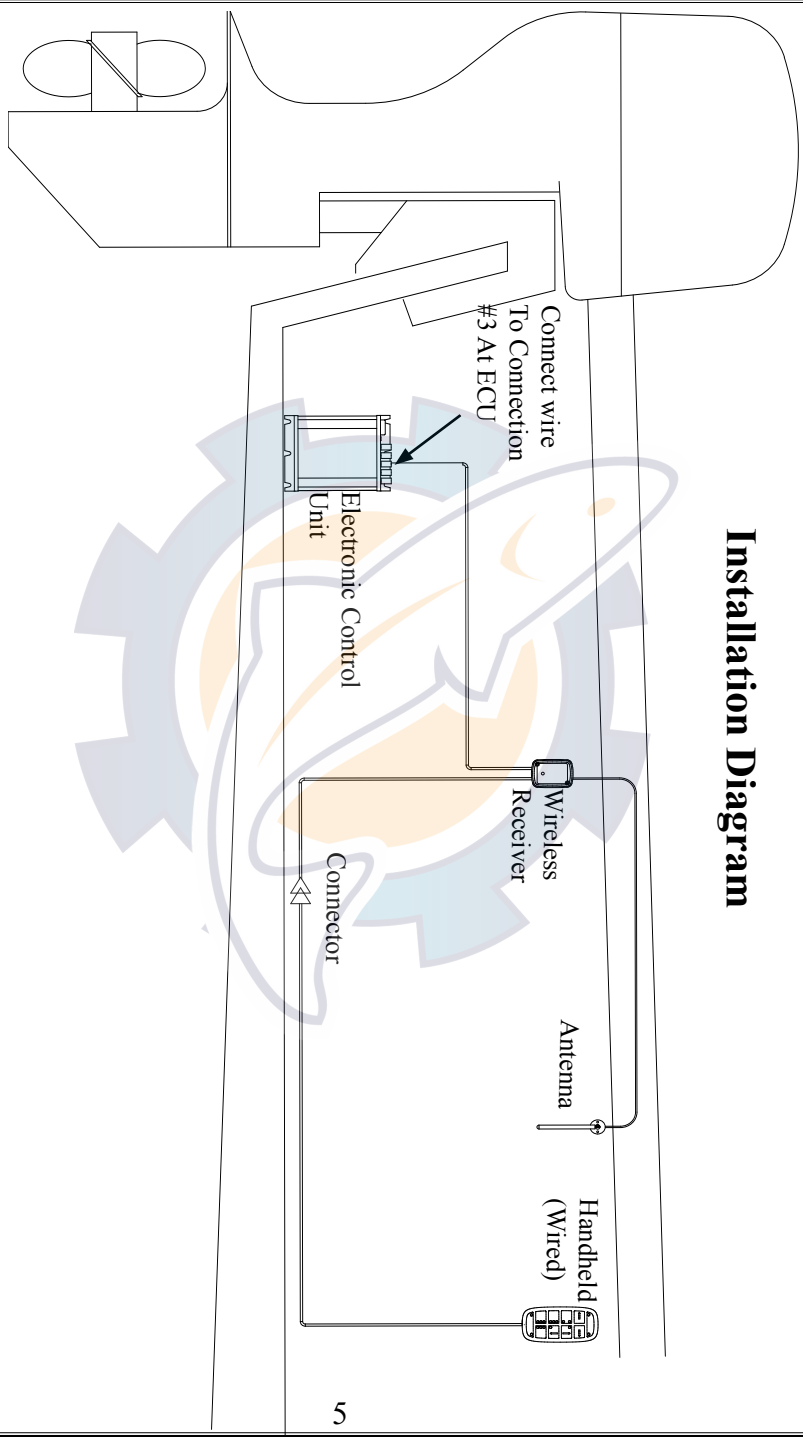 Installation Diagram
Connect wire
To Connection
#3 At ECU
Electronic Control
Unit
Wireless
Receiver
Connector
Antenna
Handheld
(Wired)
5